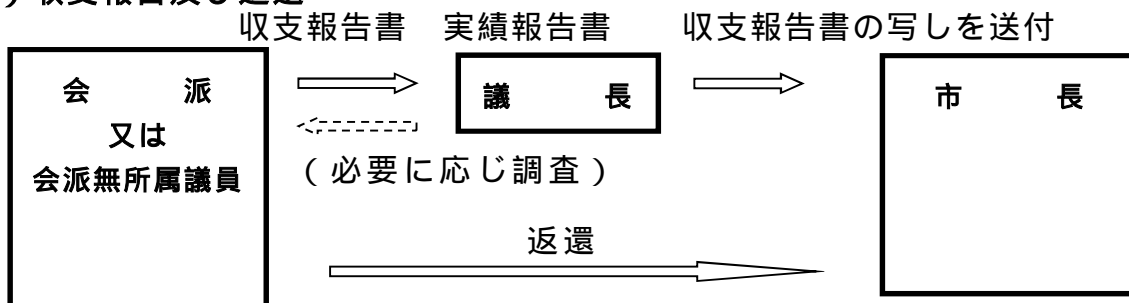 収支報告書 実績報告書 収支報告書の写しを送付
会 派
又は
会派無所属議員
議 長
市 長
(必要に応じ調査)
返還